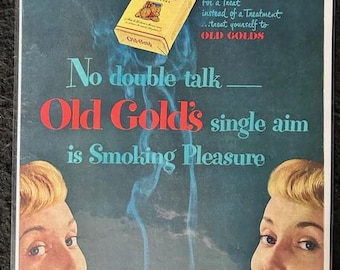 For a Treat
instead of a Treatment
...treat yourself to
OLD GOLDS
No double talk —
Old Gold's single aim
is Smoking Pleasure